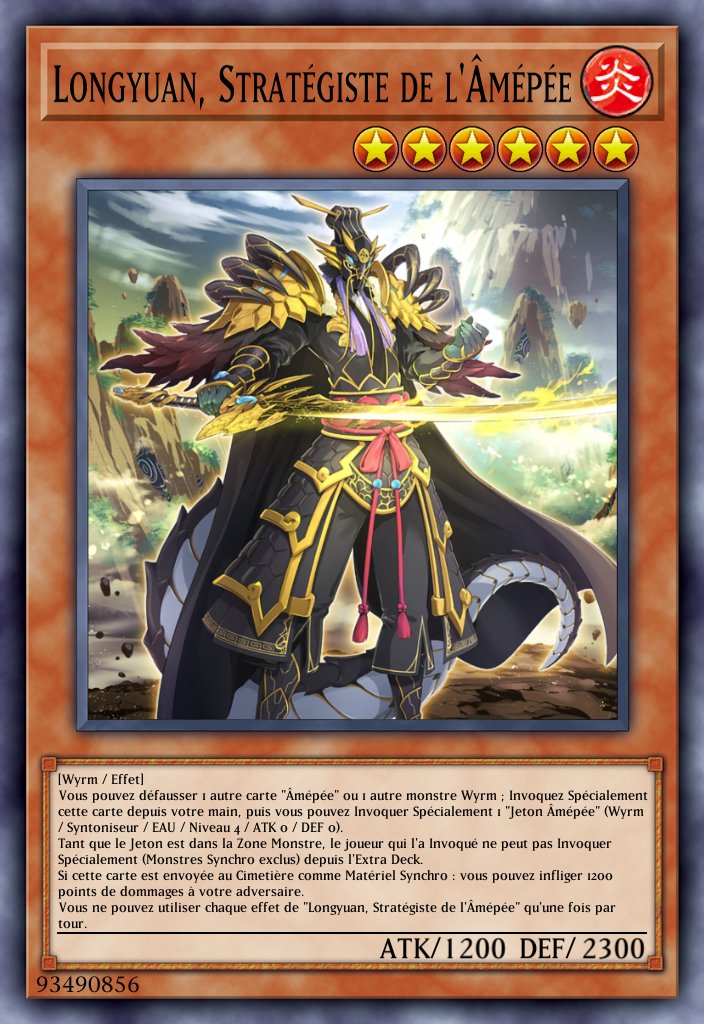 Longyuan, Stratégiste de l'Âmépée
炎
[Wyrm / Effet]
Vous pouvez défausser 1 autre carte "Âmépée" ou 1 autre monstre Wyrm ; Invoquez Spécialement
cette carte depuis votre main, puis vous pouvez Invoquer Spécialement 1 "Jeton Âmépée" (Wyrm
/ Syntoniseur / EAU / Niveau 4 / ATK 0 / DEF 0).
Tant que le Jeton est dans la Zone Monstre, le joueur qui l'a Invoqué ne peut pas Invoquer
Spécialement (Monstres Synchro exclus) depuis l'Extra Deck.
Si cette carte est envoyée au Cimetière comme Matériel Synchro : vous pouvez infliger 1200
points de dommages à votre adversaire.
Vous ne pouvez utiliser chaque effet de "Longyuan, Stratégiste de l'Âmépée" qu'une fois par
tour.
ATK/1200 DEF/2300
93490856